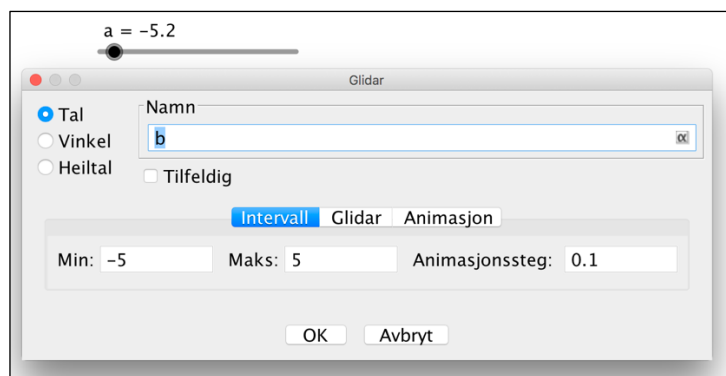 a = -5.2
Glidar
Tal
Vinkel
Heiltal
Namn
b α
Tilfeldig
Intervall Glidar Animasjon
Min: -5 Maks: 5 Animasjonssteg: 0.1
OK Avbryt